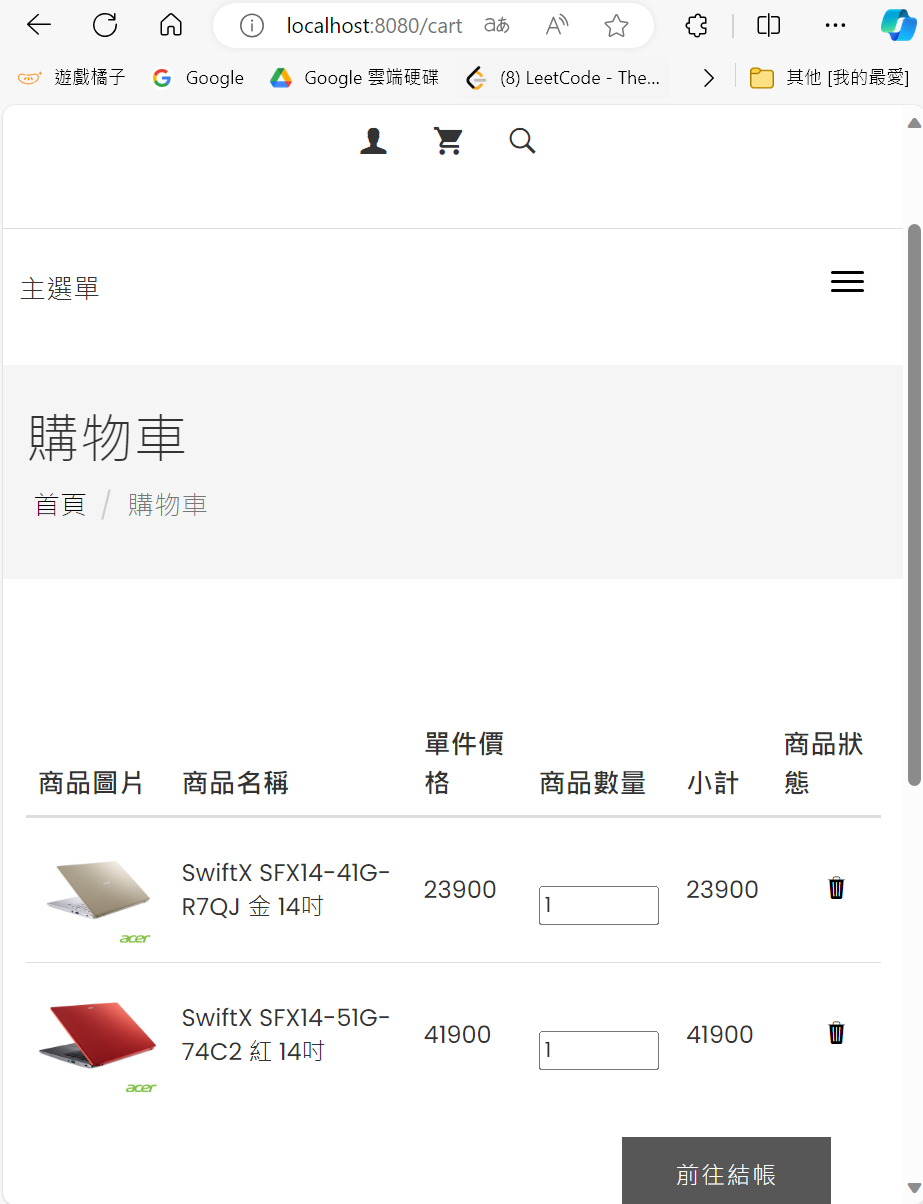 localhost:8080/cart
遊戲橘子 Google Google 雲端硬碟 (8) LeetCode - The... 其他 [我的最愛]
主選單
購物車
首頁 / 購物車
商品圖片 商品名稱 單件價格 商品數量 小計 商品狀態
SwiftX SFX14-41G-
R7QJ 金 14吋
23900 1 23900
acer
SwiftX SFX14-51G-
74C2 紅 14吋
41900 1 41900
acer
前往結帳